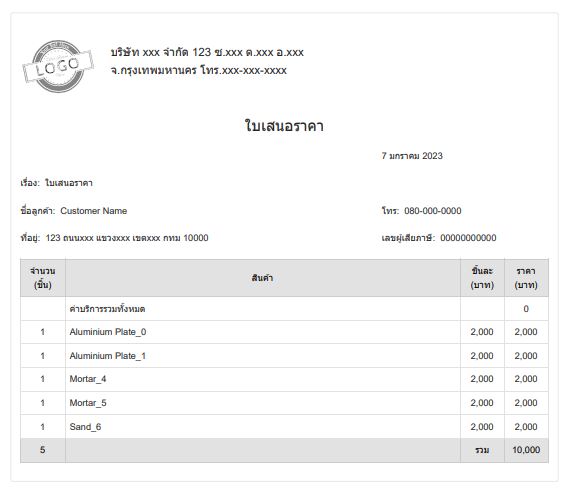 LOGO
บริษัท xxx จำกัด 123 ซ.xxx ต.xxx อ.xxx
จ.กรุงเทพมหานคร โทร.xxx-xxx-xxxx
ใบเสนอราคา
7 มกราคม 2023
เรื่อง: ใบเสนอราคา
ชื่อลูกค้า: Customer Name โทร: 080-000-0000
ที่อยู่: 123 ถนนxxx แขวงxxx เขตxxx กทม 10000 เลขผู้เสียภาษี: 00000000000
จำนวน (ชิ้น) สินค้า ชิ้นละ (บาท) ราคา (บาท)
ค่าบริการรวมทั้งหมด 0
1 Aluminium Plate_0 2,000 2,000
1 Aluminium Plate_1 2,000 2,000
1 Mortar_4 2,000 2,000
1 Mortar_5 2,000 2,000
1 Sand_6 2,000 2,000
5 รวม 10,000